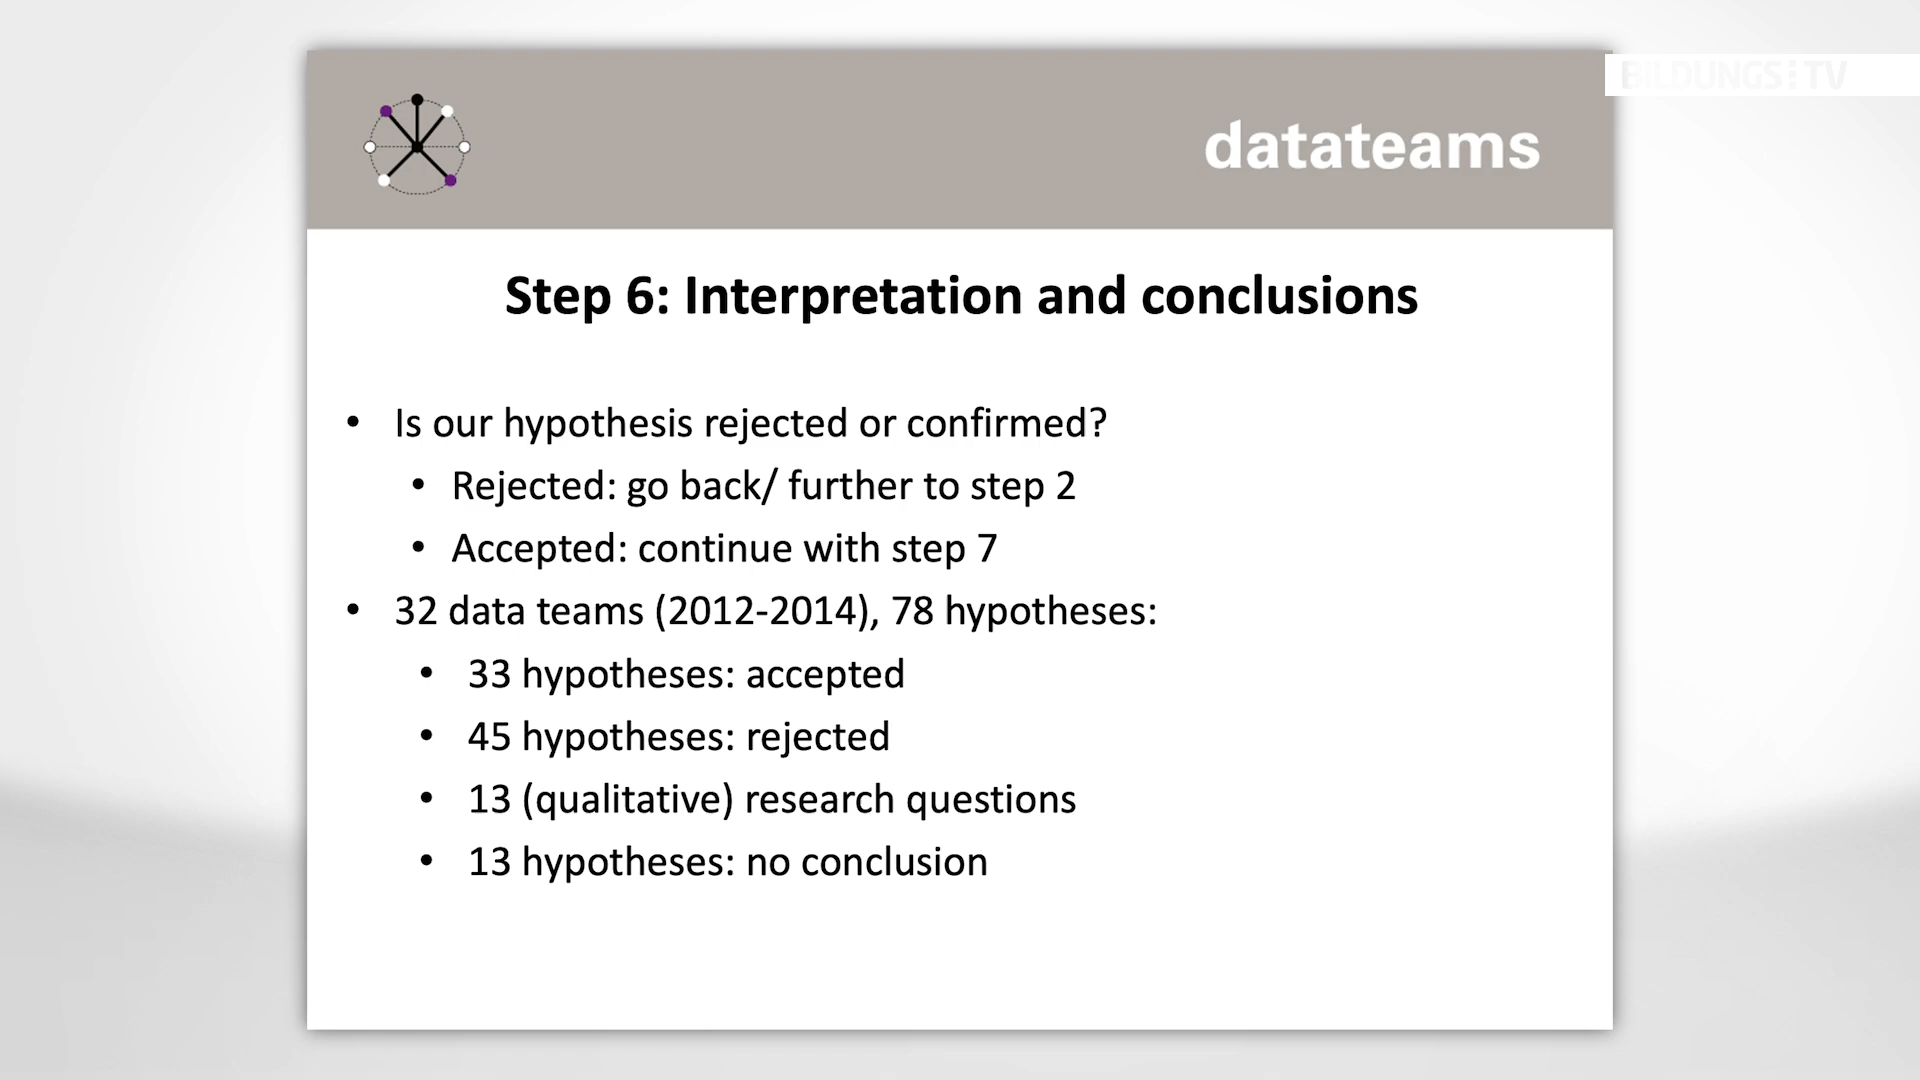 BILDUNGS TV
datateams
Step 6: Interpretation and conclusions
• Is our hypothesis rejected or confirmed?
• Rejected: go back/ further to step 2
• Accepted: continue with step 7
• 32 data teams (2012-2014), 78 hypotheses:
• 33 hypotheses: accepted
• 45 hypotheses: rejected
• 13 (qualitative) research questions
• 13 hypotheses: no conclusion